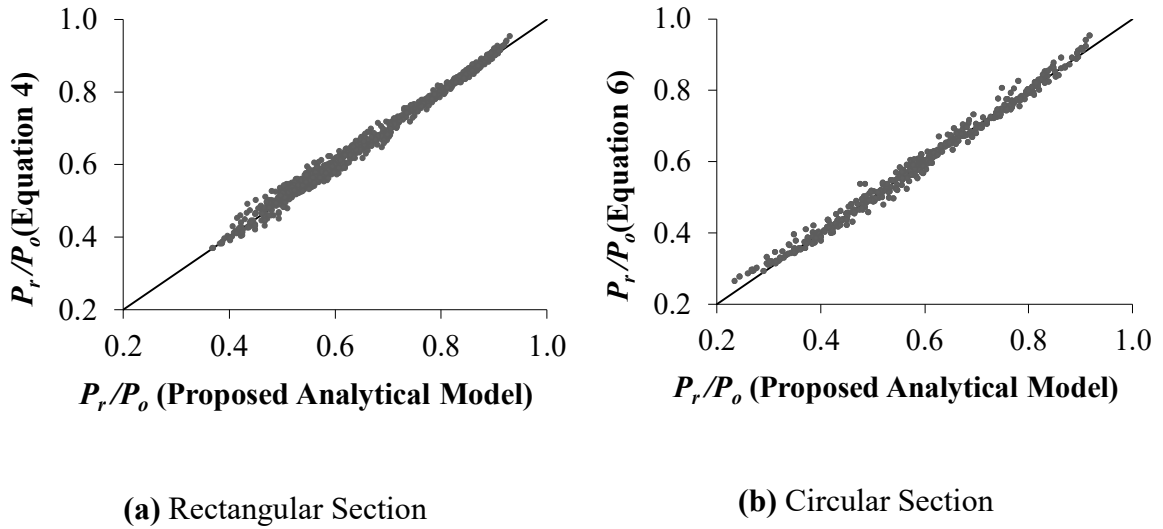 1.0
0.8
0.6
0.4
0.2
0.2 0.4 0.6 0.8 1.0
Pr/Po(Equation 4)
Pr/Po (Proposed Analytical Model)
(a) Rectangular Section
1.0
0.8
0.6
0.4
0.2
0.2 0.4 0.6 0.8 1.0
Pr/Po(Equation 6)
Pr/Po (Proposed Analytical Model)
(b) Circular Section